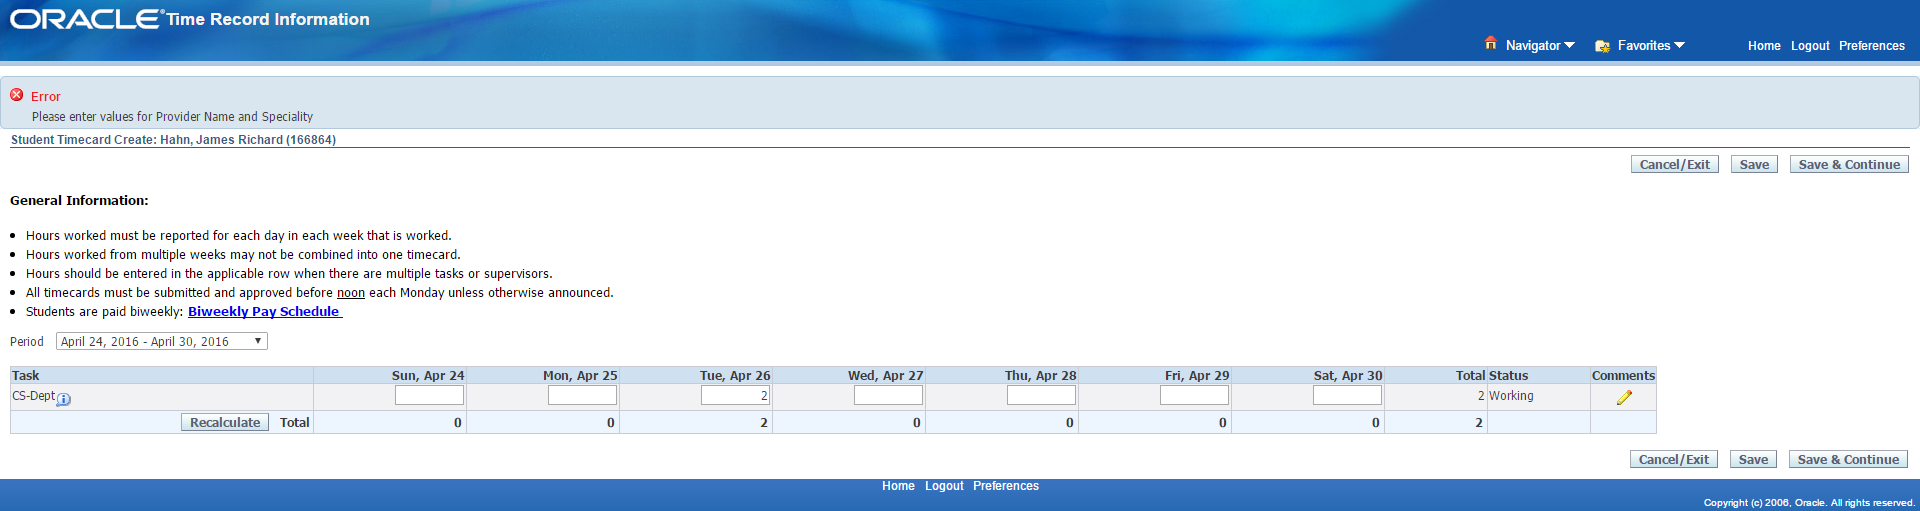 ORACLE® Time Record Information
Navigator Favorites Home Logout Preferences
Error
Please enter values for Provider Name and Speciality
Student Timecard Create: Hahn, James Richard (166864)
Cancel/Exit Save Save & Continue
General Information:
Hours worked must be reported for each day in each week that is worked.
Hours worked from multiple weeks may not be combined into one timecard.
Hours should be entered in the applicable row when there are multiple tasks or supervisors.
All timecards must be submitted and approved before noon each Monday unless otherwise announced.
Students are paid biweekly: Biweekly Pay Schedule
Period April 24, 2016 - April 30, 2016
Task Sun, Apr 24 Mon, Apr 25 Tue, Apr 26 Wed, Apr 27 Thu, Apr 28 Fri, Apr 29 Sat, Apr 30 Total Status Comments
CS-Dept 2 2 Working
Recalculate Total 0 0 2 0 0 0 0 2
Cancel/Exit Save Save & Continue
Home Logout Preferences
Copyright (c) 2006, Oracle. All rights reserved.